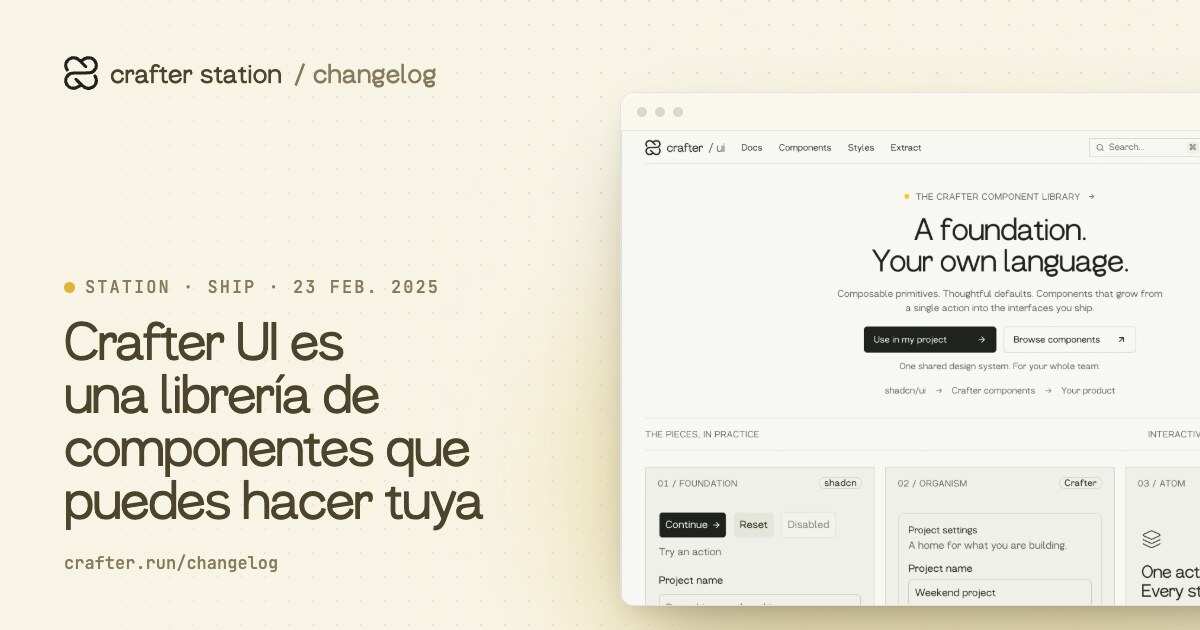 crafter station / changelog
STATION · SHIP · 23 FEB. 2025
Crafter UI es
una librería de
componentes que
puedes hacer tuya
crafter.run/changelog
crafter / ui Docs Components Styles Extract Search... ⌘
THE CRAFTER COMPONENT LIBRARY →
A foundation.
Your own language.
Composable primitives. Thoughtful defaults. Components that grow from
a single action into the interfaces you ship.
Use in my project → Browse components ↗
One shared design system. For your whole team.
shadcn/ui → Crafter components → Your product
THE PIECES, IN PRACTICE
INTERACTIV
01 / FOUNDATION shadcn
Continue → Reset Disabled
Try an action
Project name
02 / ORGANISM Crafter
Project settings
A home for what you are building.
Project name
Weekend project
03 / ATOM
One act
Every st